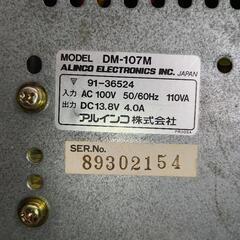 MODEL DM-107M
ALINCO ELECTRONICS INC. JAPAN
▽ 91-36524
入力 AC 100V 50/60Hz 110VA
出力 DC13.8V 4.0A
アルインコ株式会社
SER.No.
89302154